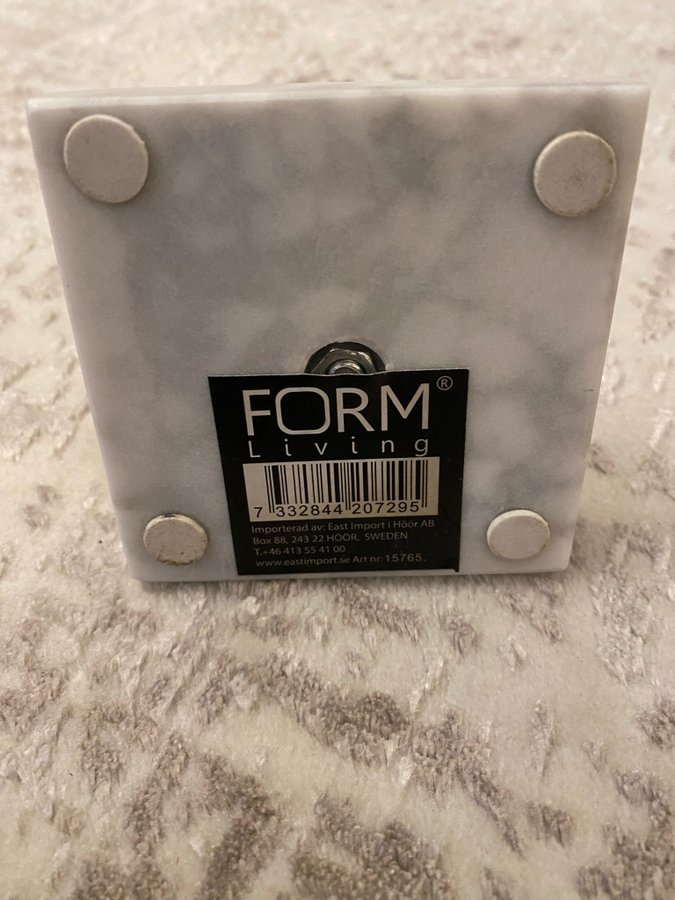 FORM®
Living
7 332844 207295
Importerad av: East Import i Höör AB
Box 88, 243 22 HÖÖR, SWEDEN
T.+46 413 55 41 00
www.eastimport.se Art nr: 15765.